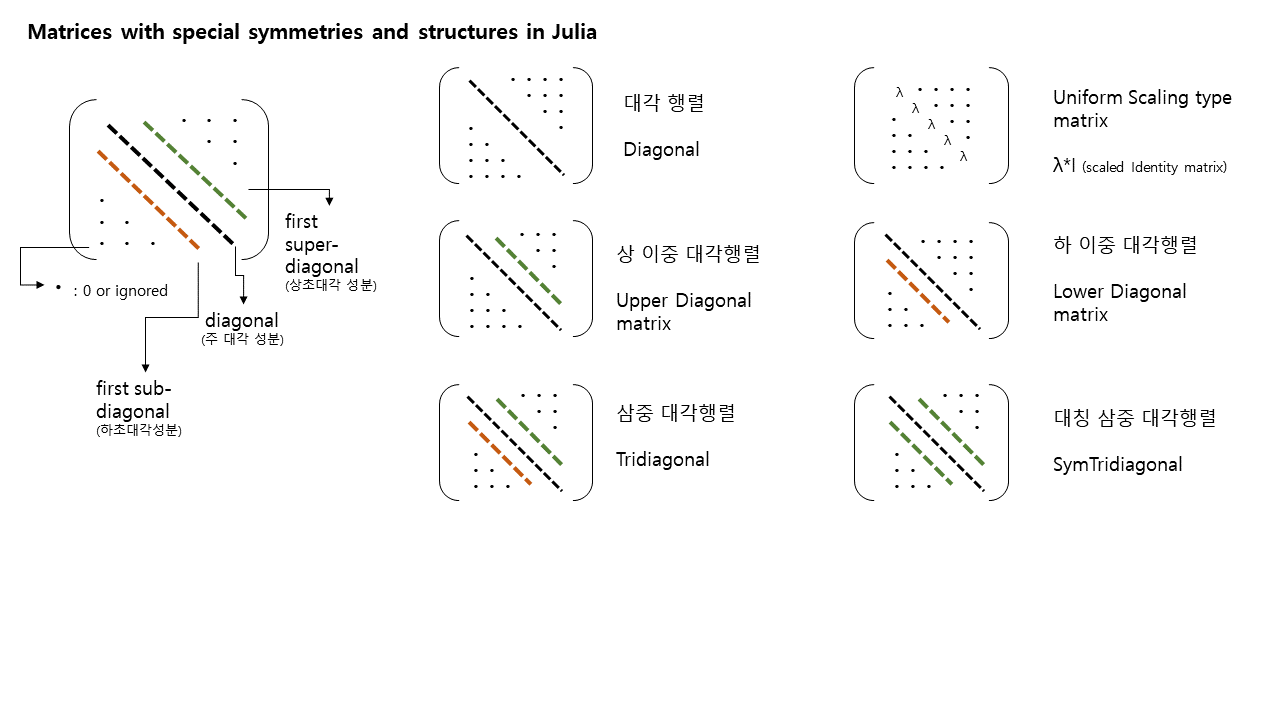 Matrices with special symmetries and structures in Julia
first
super-
diagonal
(상초대각 성분)
• : 0 or ignored
diagonal
(주 대각 성분)
first sub-
diagonal
(하초대각성분)
대각 행렬
Diagonal
λ
λ
λ
λ
λ
Uniform Scaling type
matrix
λ*I (scaled Identity matrix)
상 이중 대각행렬
Upper Diagonal
matrix
하 이중 대각행렬
Lower Diagonal
matrix
삼중 대각행렬
Tridiagonal
대칭 삼중 대각행렬
SymTridiagonal